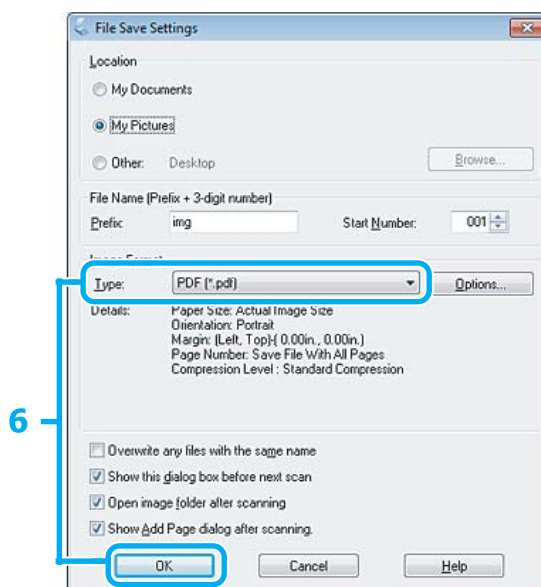 File Save Settings
Location
My Documents
My Pictures
Other: Desktop Browse...
File Name (Prefix + 3-digit number)
Prefix: img Start Number: 001
Image Format
Type: PDF (*.pdf) Options...
Details: Paper Size: Actual Image Size
Orientation: Portrait
Margin: (Left, Top)( 0.00in., 0.00in.)
Page Number: Save File With All Pages
Compression Level : Standard Compression
6
Overwrite any files with the same name
Show this dialog box before next scan
Open image folder after scanning
Show Add Page dialog after scanning.
OK Cancel Help